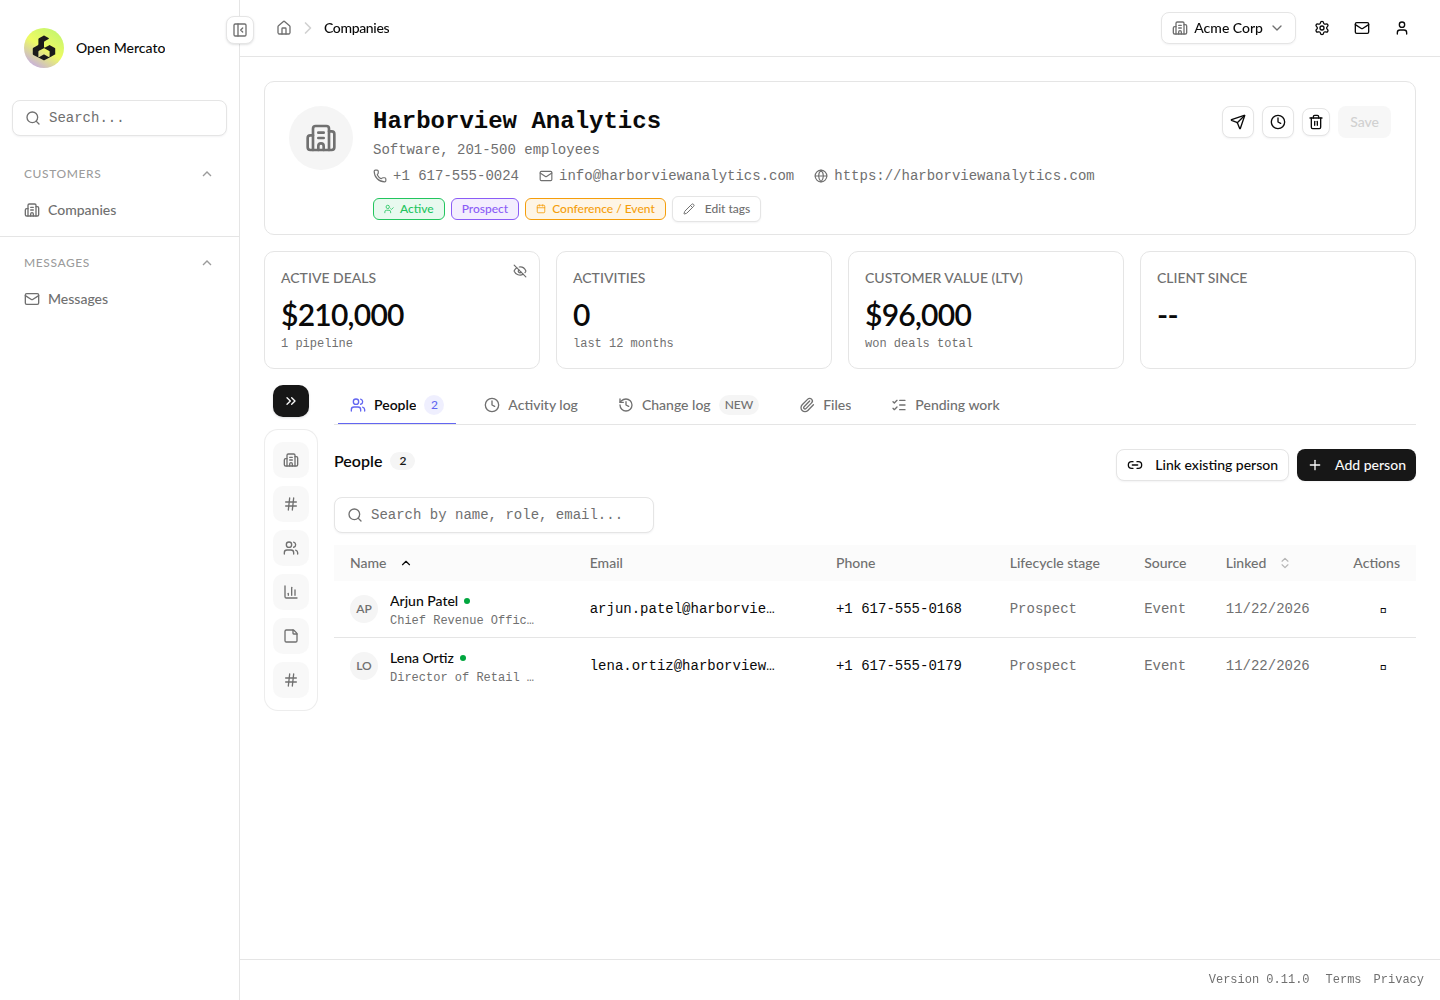 Open Mercato
Companies
Acme Corp
Search...
CUSTOMERS
Companies
MESSAGES
Messages
Harborview Analytics
Software, 201-500 employees
+1 617-555-0024
info@harborviewanalytics.com
https://harborviewanalytics.com
Active
Prospect
Conference / Event
Edit tags
Save
ACTIVE DEALS
$210,000
1 pipeline
ACTIVITIES
0
last 12 months
CUSTOMER VALUE (LTV)
$96,000
won deals total
CLIENT SINCE
--
People 2
Activity log
Change log NEW
Files
Pending work
People 2
Link existing person
Add person
Search by name, role, email...
Name Email Phone Lifecycle stage Source Linked Actions
AP Arjun Patel
Chief Revenue Offic…
arjun.patel@harborvie… +1 617-555-0168 Prospect Event 11/22/2026
LO Lena Ortiz
Director of Retail …
lena.ortiz@harborview… +1 617-555-0179 Prospect Event 11/22/2026
Version 0.11.0 Terms Privacy